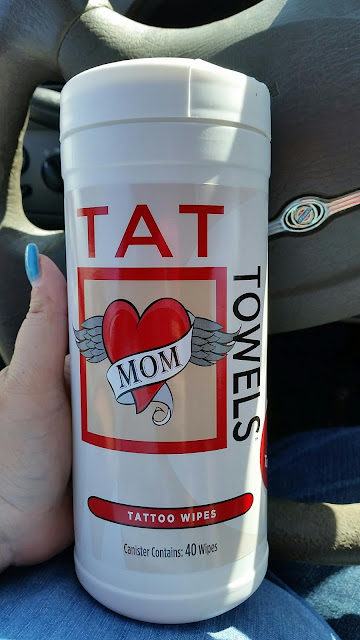 TAT
TOWELS
MOM
TATTOO WIPES
Canister Contains: 40 Wipes